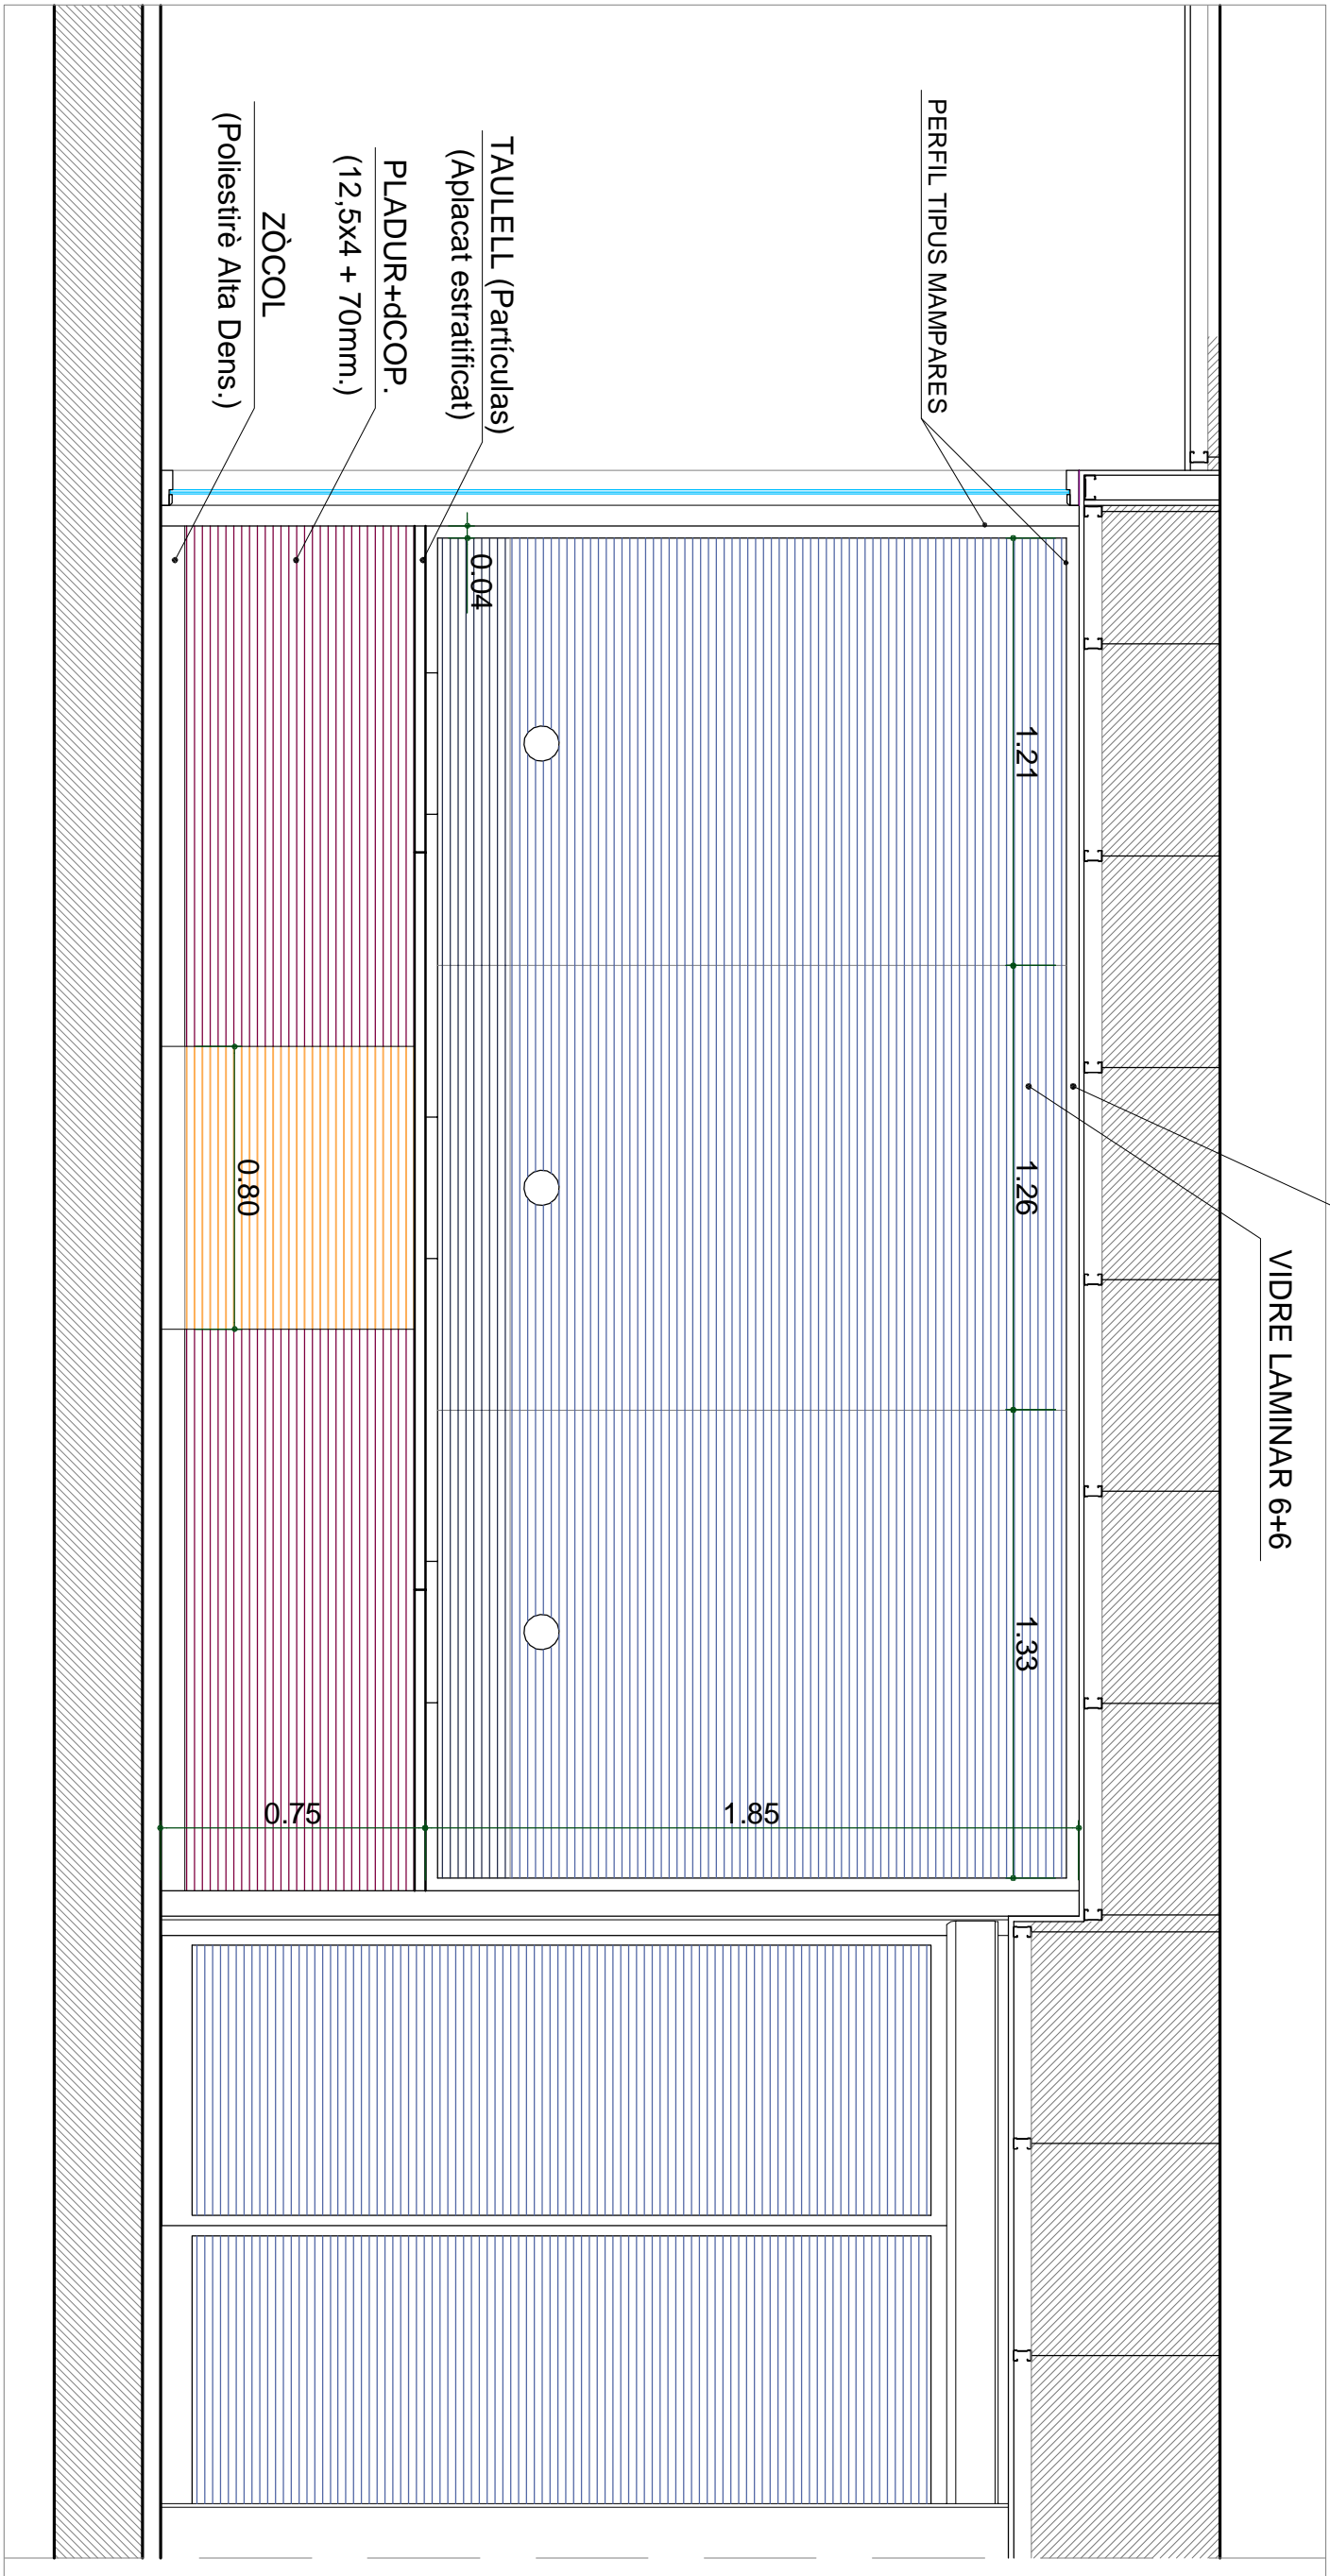 VIDRE LAMINAR 6+6
PERFIL TIPUS MAMPARES
1.21
1.26
1.33
1.85
TAULELL (Partículas)
(Aplacat estratificat)
0.04
PLADUR+dCOP.
(12,5x4 + 70mm.)
0.75
ZÒCOL
(Poliestirè Alta Dens.)
0.80